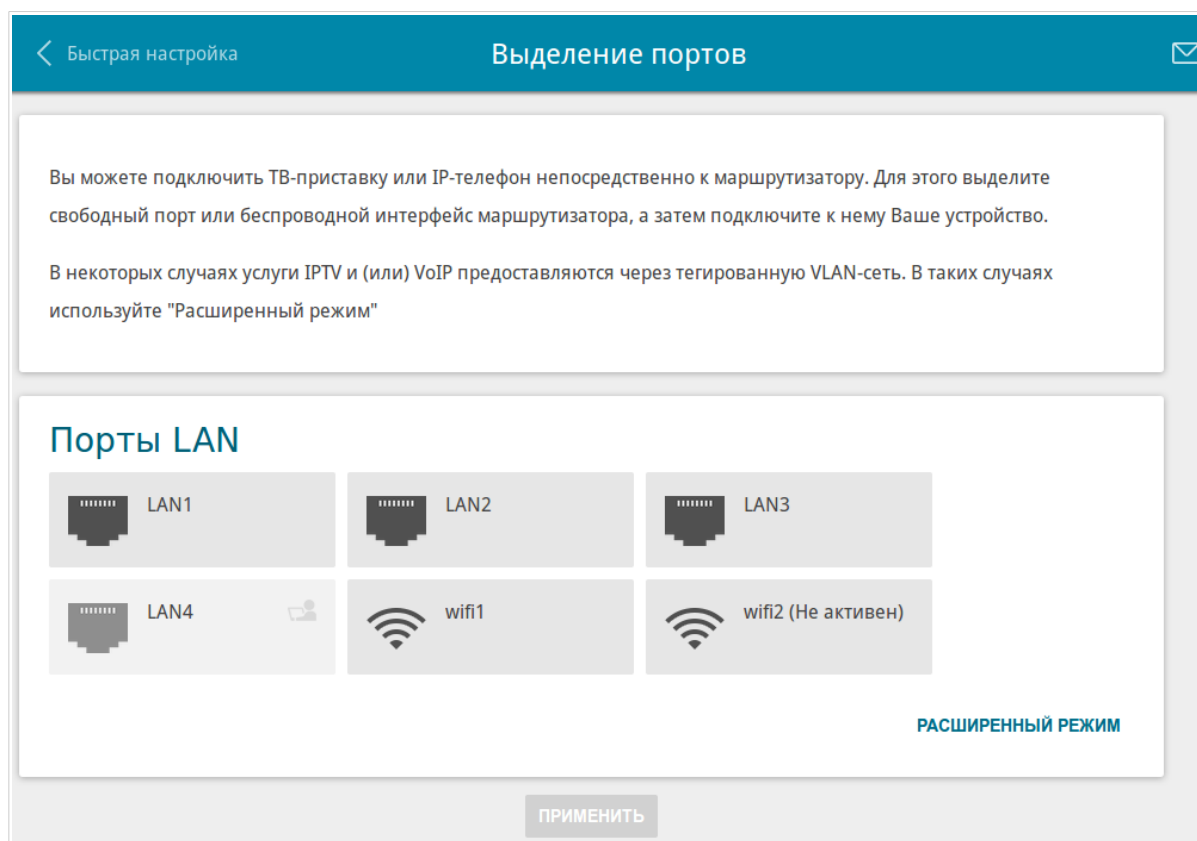 Быстрая настройка
Выделение портов
Вы можете подключить ТВ-приставку или IP-телефон непосредственно к маршрутизатору. Для этого выделите
свободный порт или беспроводной интерфейс маршрутизатора, а затем подключите к нему Ваше устройство.
В некоторых случаях услуги IPTV и (или) VoIP предоставляются через тегированную VLAN-сеть. В таких случаях
используйте "Расширенный режим"
Порты LAN
LAN1
LAN2
LAN3
LAN4
wifi1
wifi2 (Не активен)
РАСШИРЕННЫЙ РЕЖИМ
ПРИМЕНИТЬ